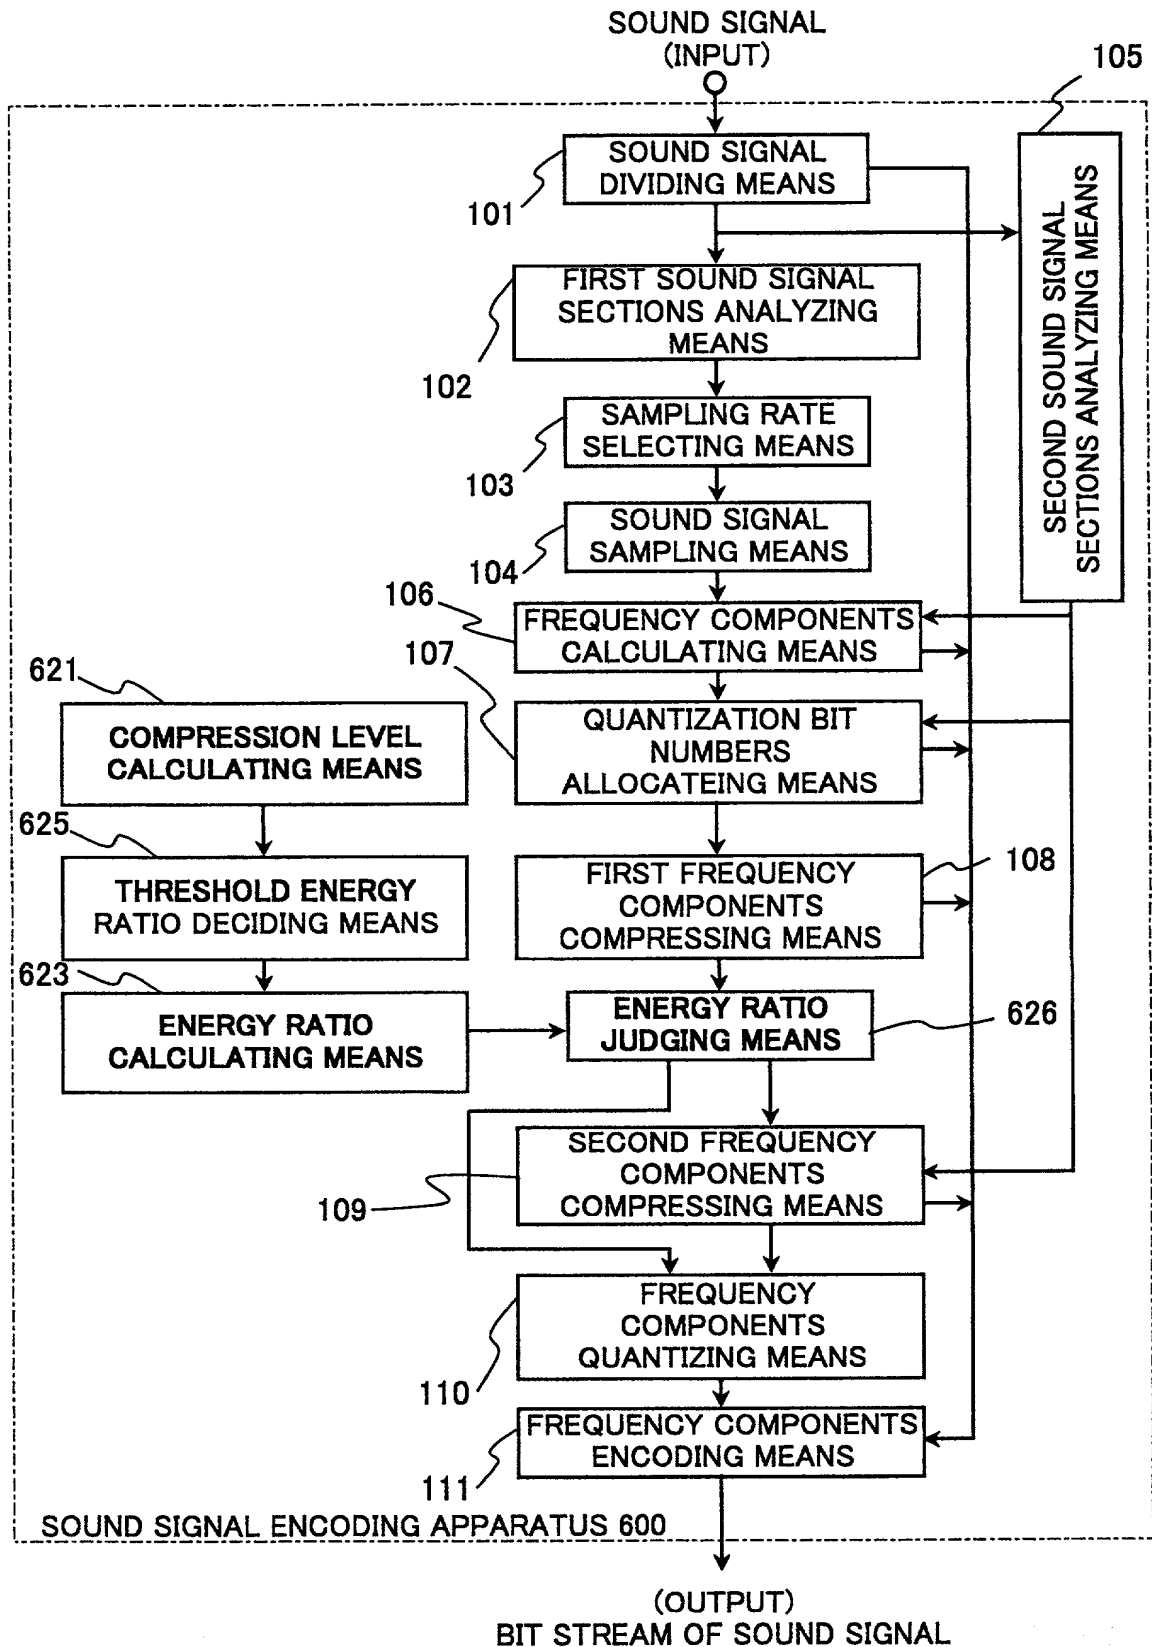 SOUND SIGNAL
(INPUT)
105
SOUND SIGNAL
DIVIDING MEANS
101
SECOND SOUND SIGNAL
SECTIONS ANALYZING MEANS
FIRST SOUND SIGNAL
SECTIONS ANALYZING
MEANS
102
SAMPLING RATE
SELECTING MEANS
103
SOUND SIGNAL
SAMPLING MEANS
104
106
FREQUENCY COMPONENTS
CALCULATING MEANS
107
621
QUANTIZATION BIT
NUMBERS
ALLOCATEING MEANS
COMPRESSION LEVEL
CALCULATING MEANS
625
THRESHOLD ENERGY
RATIO DECIDING MEANS
FIRST FREQUENCY
COMPONENTS
COMPRESSING MEANS
108
623
ENERGY RATIO
CALCULATING MEANS
ENERGY RATIO
JUDGING MEANS
626
SECOND FREQUENCY
COMPONENTS
COMPRESSING MEANS
109
FREQUENCY
COMPONENTS
QUANTIZING MEANS
110
FREQUENCY COMPONENTS
ENCODING MEANS
111
SOUND SIGNAL ENCODING APPARATUS 600
(OUTPUT)
BIT STREAM OF SOUND SIGNAL